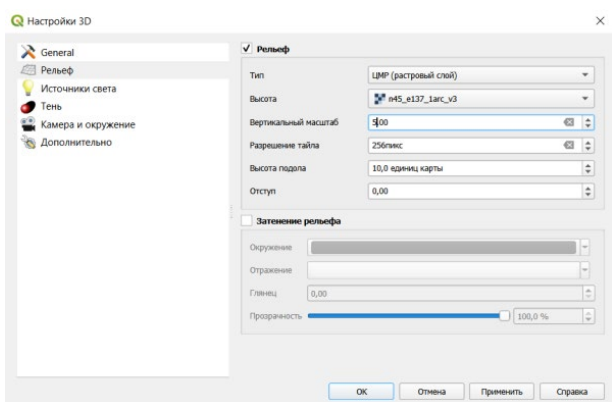 Настройки 3D
General
Рельеф
Источники света
Тень
Камера и окружение
Дополнительно
Рельеф
Тип ЦМР (растровый слой)
Высота n45_e137_1arc_v3
Вертикальный масштаб 5,00
Разрешение тайла 256пикс
Высота подола 10,0 единиц карты
Отступ 0,00
Затенение рельефа
Окружение
Отражение
Глянец 0,00
Прозрачность 100,0 %
ОК Отмена Применить Справка